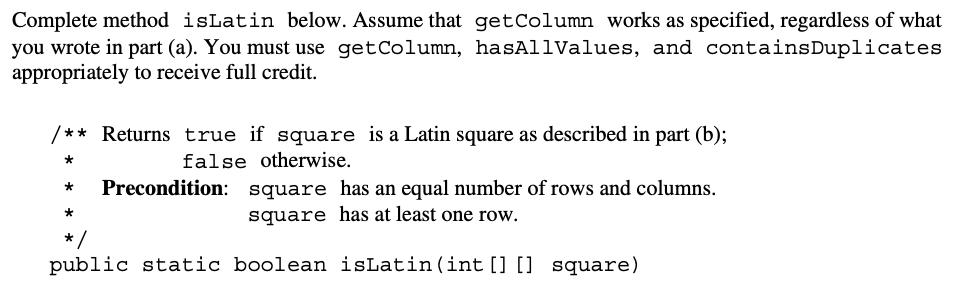 Complete method isLatin below. Assume that getColumn works as specified, regardless of what
you wrote in part (a). You must use getColumn, hasAllValues, and containsDuplicates
appropriately to receive full credit.
/** Returns true if square is a Latin square as described in part (b);
* false otherwise.
* Precondition: square has an equal number of rows and columns.
* square has at least one row.
*/
public static boolean isLatin(int[][] square)